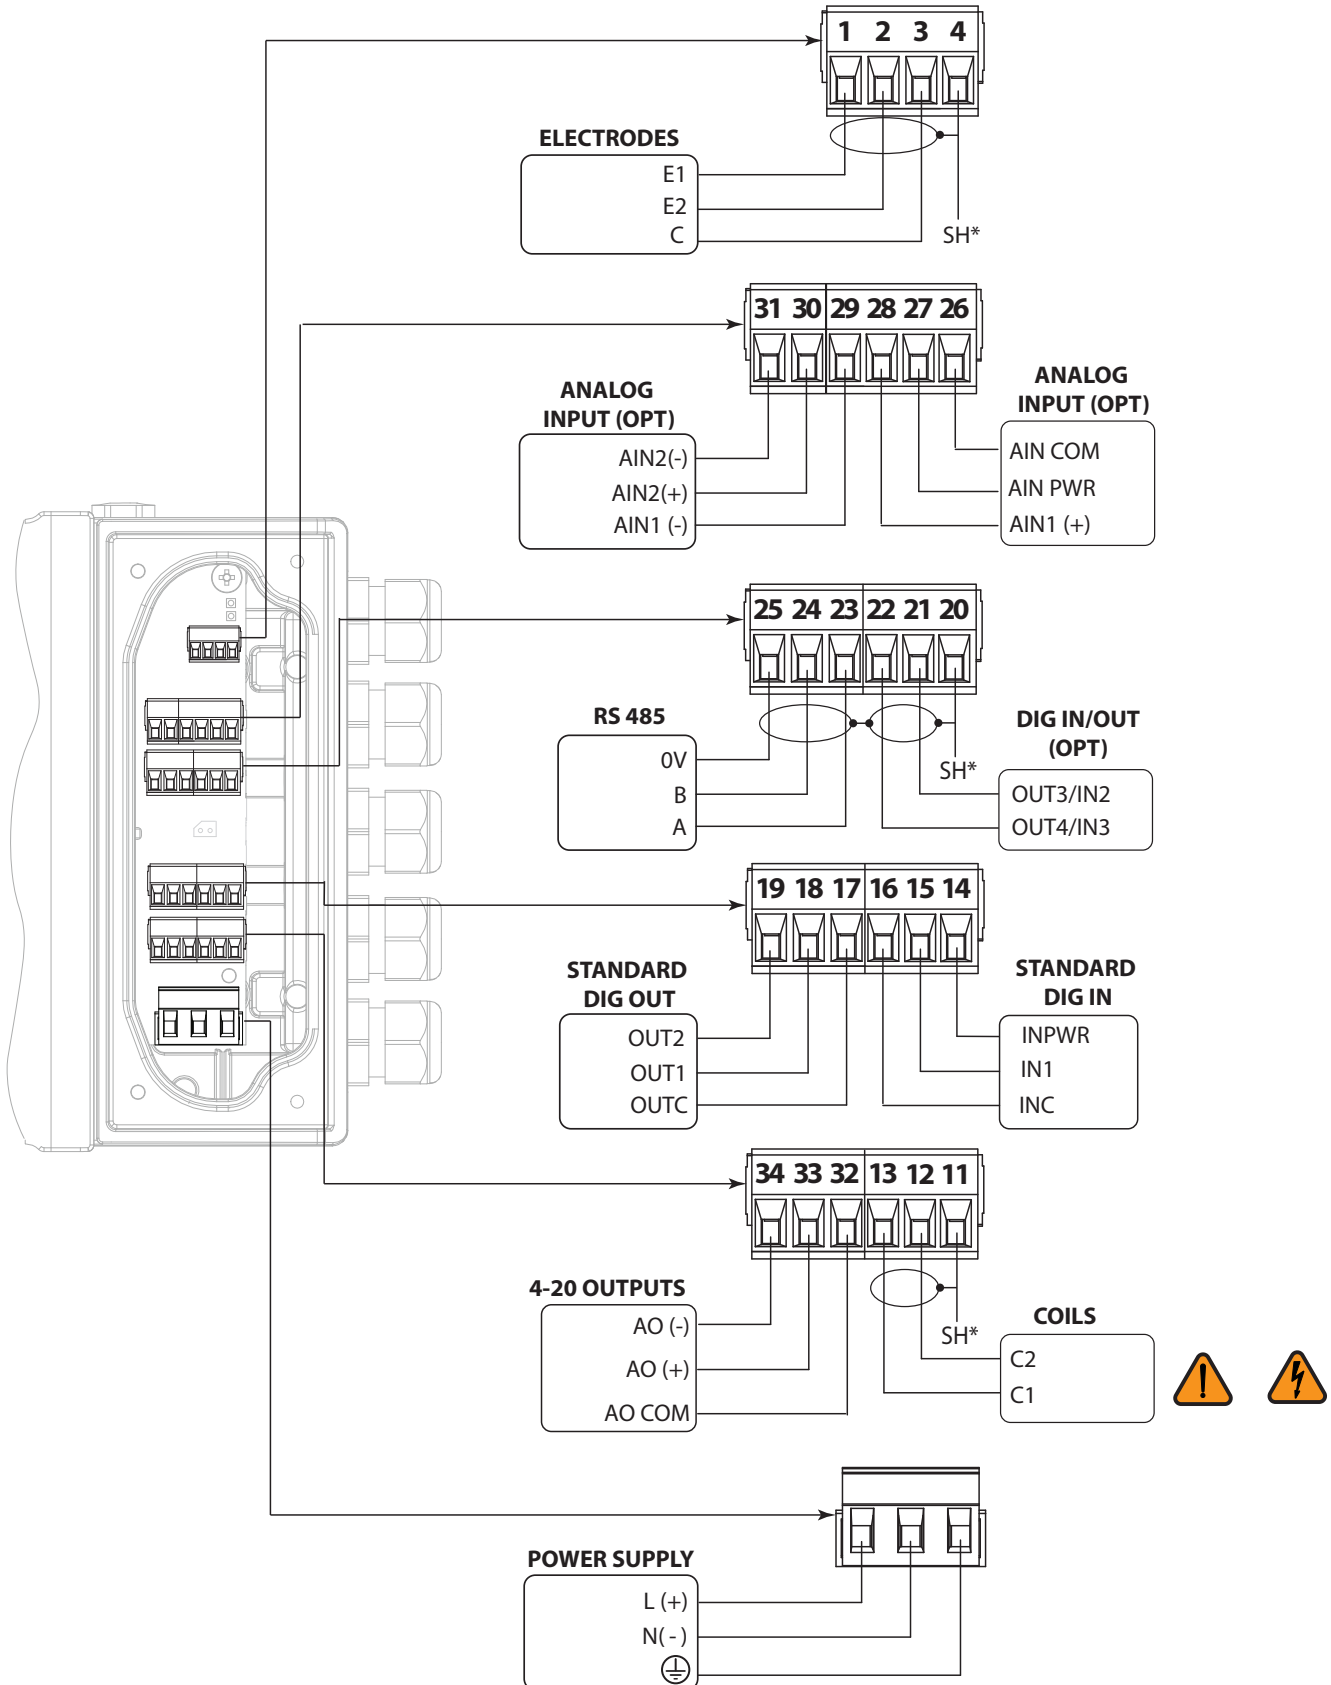 1 2 3 4
ELECTRODES
E1
E2
C
SH*
31 30 29 28 27 26
ANALOG
INPUT (OPT)
AIN2(-)
AIN2(+)
AIN1 (-)
ANALOG
INPUT (OPT)
AIN COM
AIN PWR
AIN1 (+)
25 24 23 22 21 20
RS 485
0V
B
A
SH*
DIG IN/OUT
(OPT)
OUT3/IN2
OUT4/IN3
19 18 17 16 15 14
STANDARD
DIG OUT
OUT2
OUT1
OUTC
STANDARD
DIG IN
INPWR
IN1
INC
34 33 32 13 12 11
4-20 OUTPUTS
AO (-)
AO (+)
AO COM
SH*
COILS
C2
C1
POWER SUPPLY
L (+)
N( - )